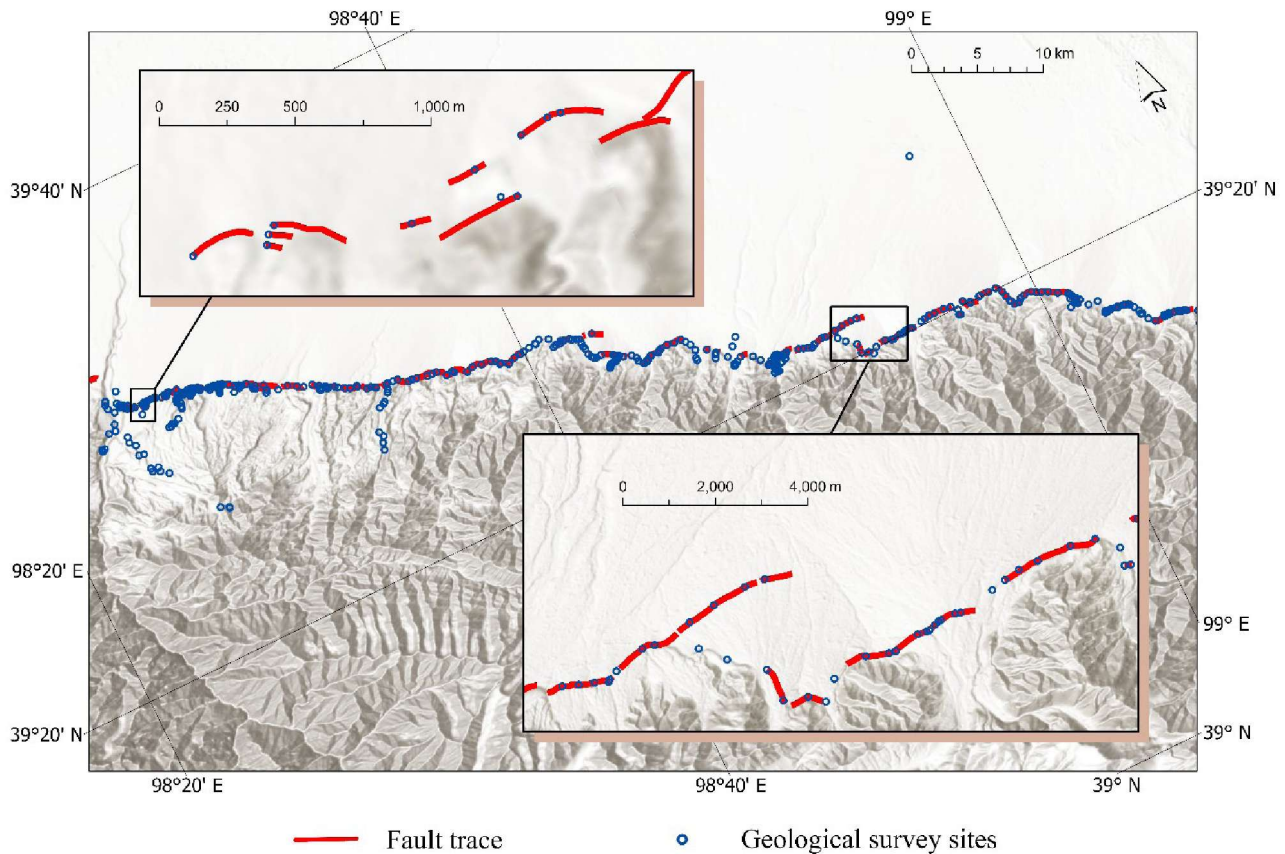 98°40' E
99° E
0 5 10 km
N
0 250 500 1,000 m
39°40' N
39°20' N
0 2,000 4,000 m
98°20' E
99° E
39°20' N
39° N
98°20' E
98°40' E
39° N
Fault trace
Geological survey sites